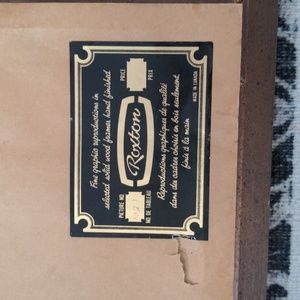 Fine graphic reproductions in
selected solid wood frames hand finished
Roxton
PICTURE NO
NO DE TABLEAU
PRICE
PRIX
Reproductions graphiques de qualité
dans des cadres choisis en bois seulement
finis à la main
MADE IN CANADA